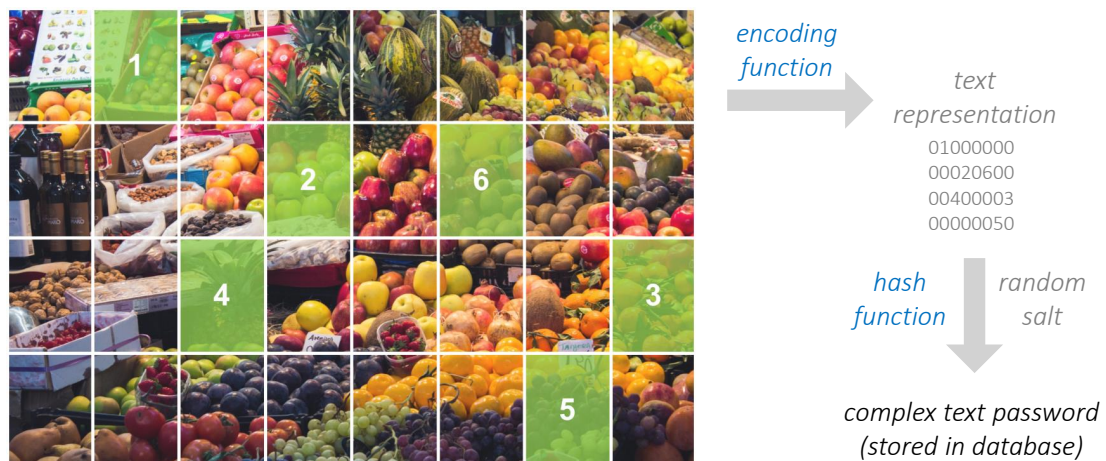 1
2
6
4
3
5
encoding
function
text
representation
01000000
00020600
00400003
00000050
hash
function
random
salt
complex text password
(stored in database)